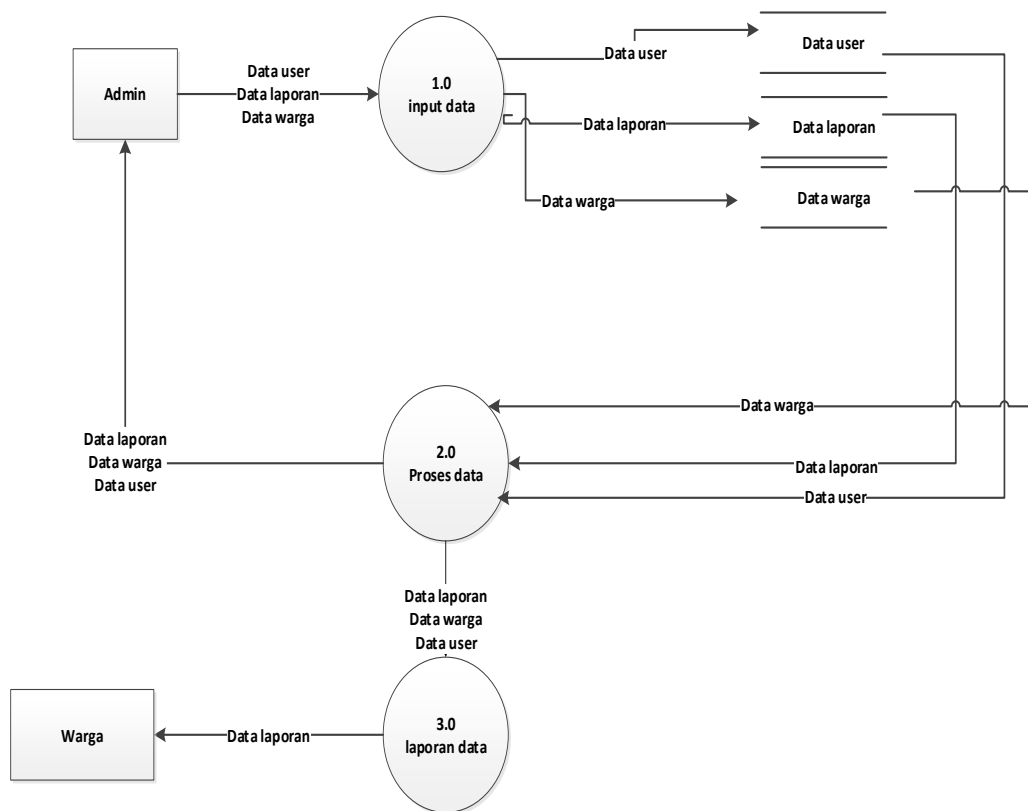 Admin
Data user
Data laporan
Data warga
1.0
input data
Data user
Data user
Data laporan
Data laporan
Data warga
Data warga
Data warga
Data laporan
Data user
2.0
Proses data
Data laporan
Data warga
Data user
Data laporan
Data warga
Data user
3.0
laporan data
Data laporan
Warga